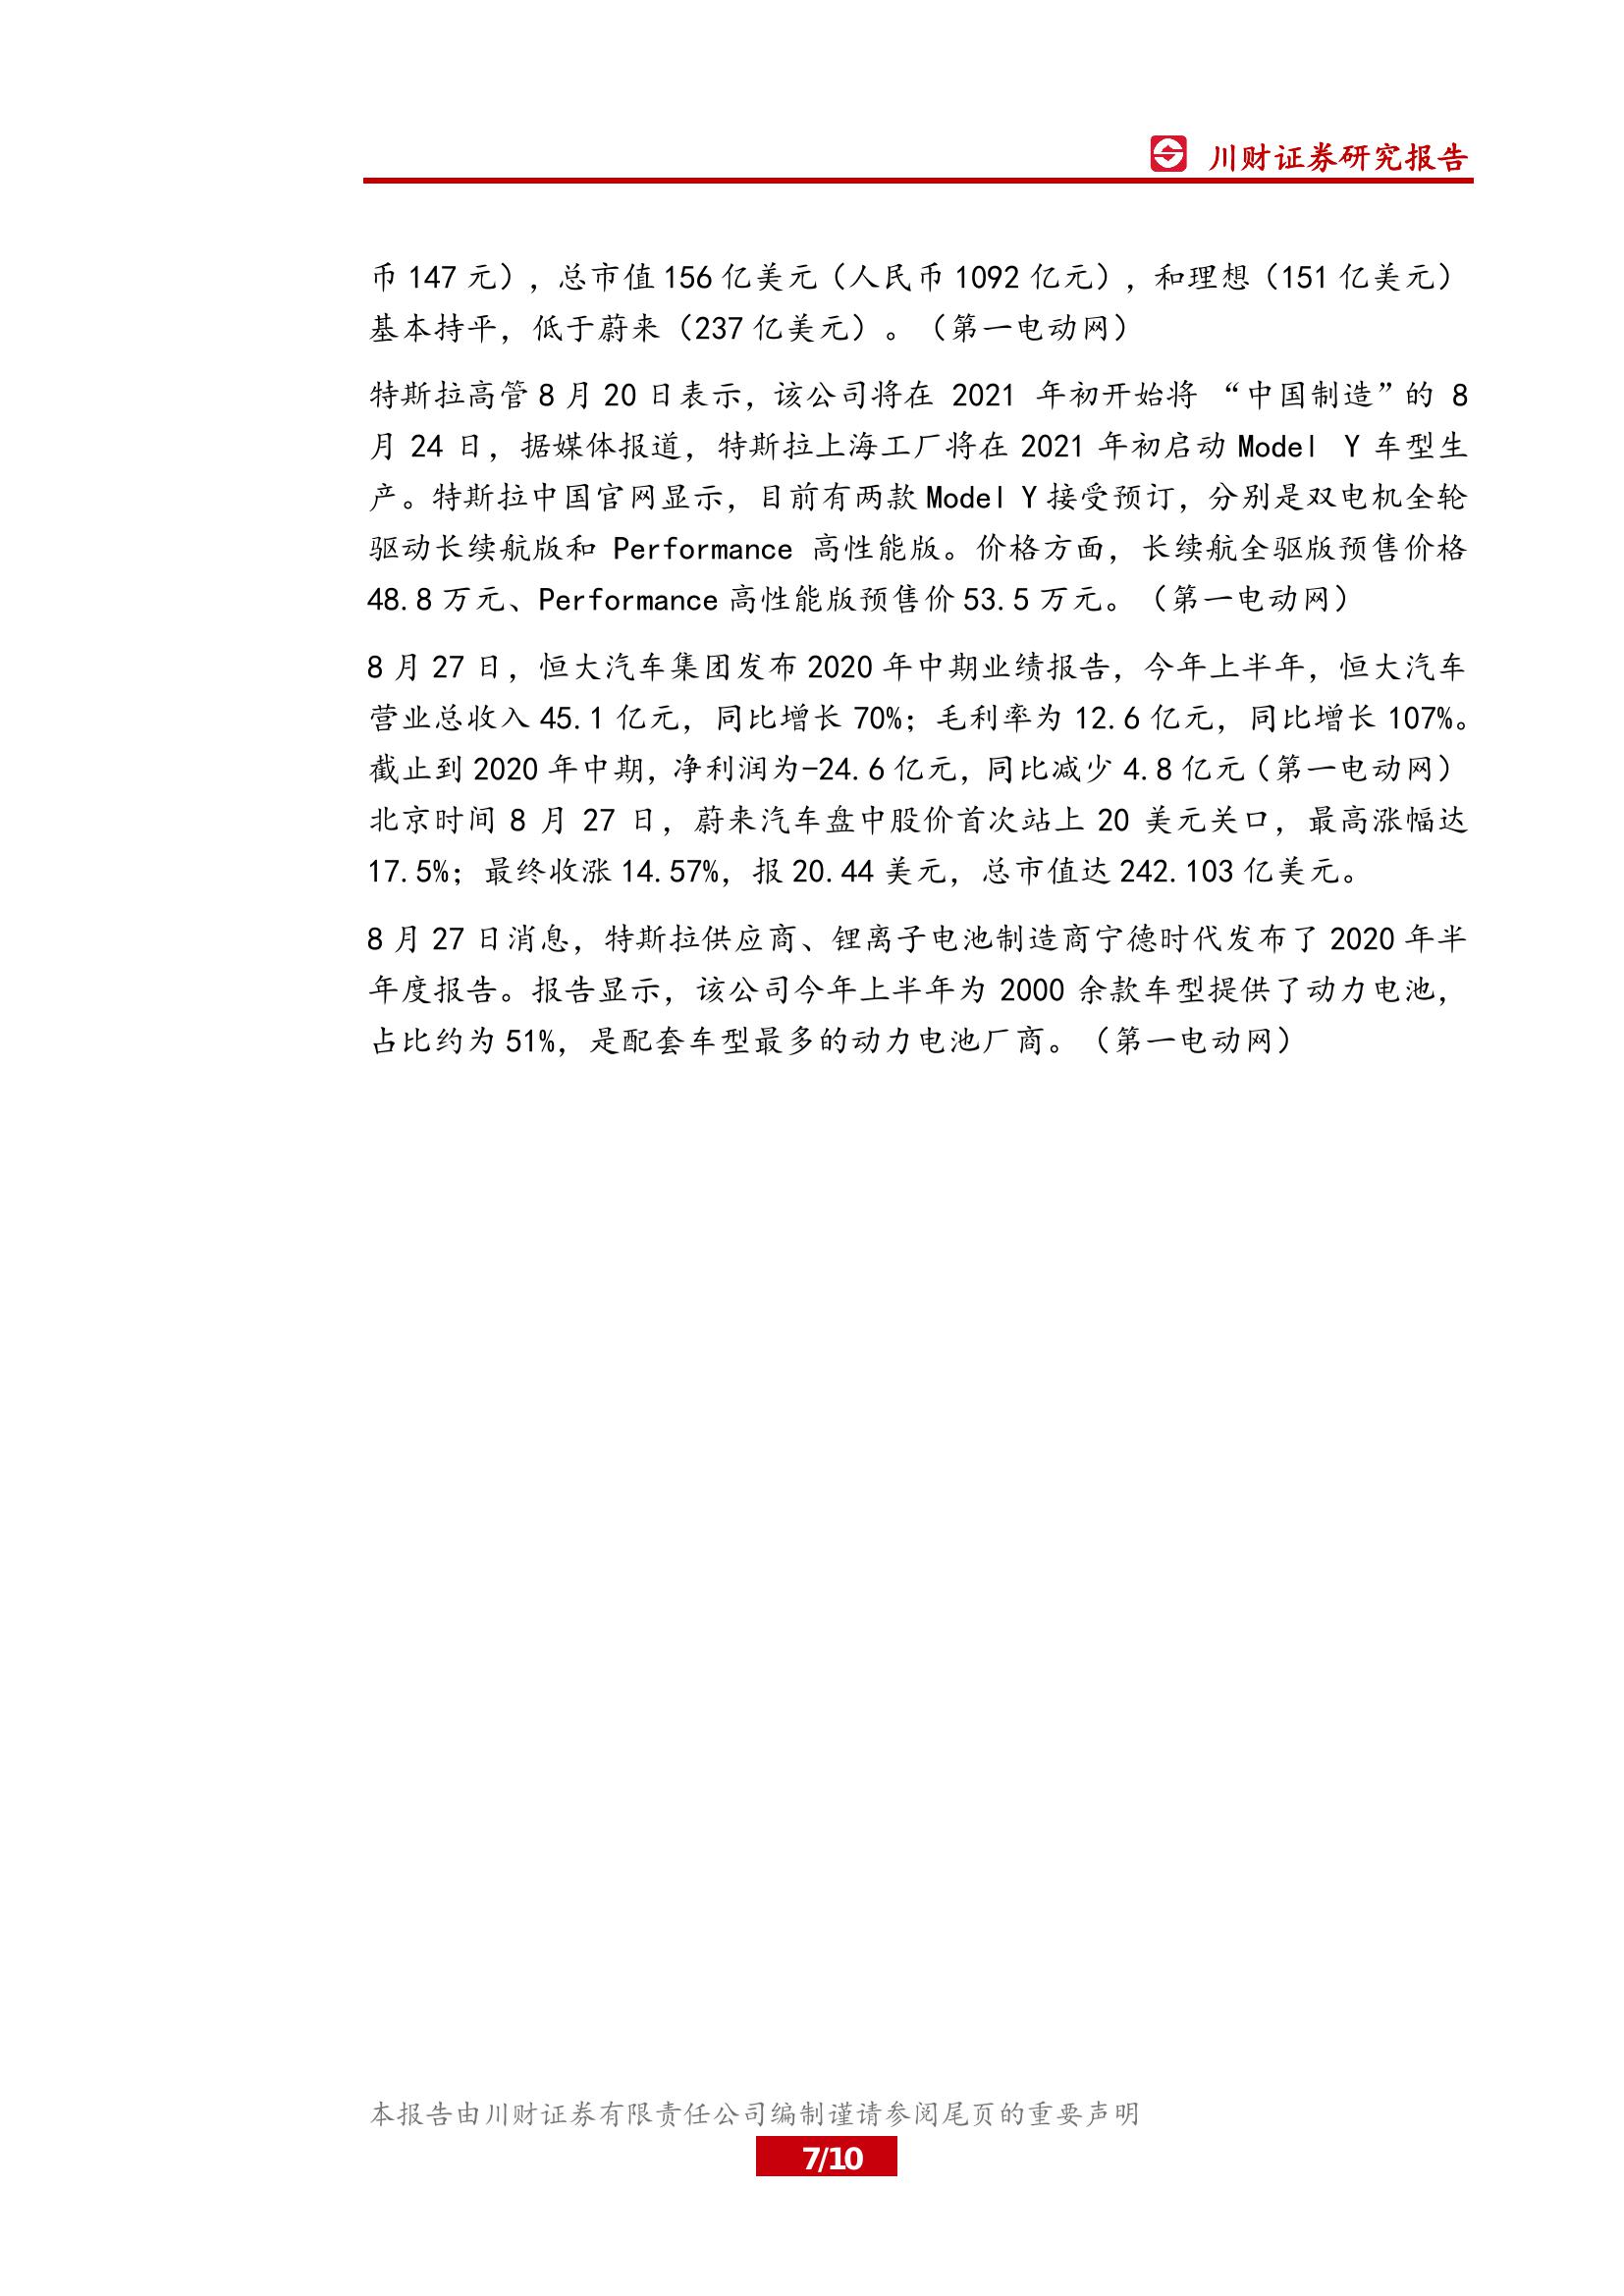 川财证券研究报告
币 147 元），总市值 156 亿美元（人民币 1092 亿元），和理想（151 亿美元）
基本持平，低于蔚来（237 亿美元）。（第一电动网）
特斯拉高管 8 月 20 日表示，该公司将在 2021 年初开始将 “中国制造”的 8
月 24 日，据媒体报道，特斯拉上海工厂将在 2021 年初启动 Model Y 车型生
产。特斯拉中国官网显示，目前有两款 Model Y 接受预订，分别是双电机全轮
驱动长续航版和 Performance 高性能版。价格方面，长续航全驱版预售价格
48.8 万元、Performance 高性能版预售价 53.5 万元。（第一电动网）
8 月 27 日，恒大汽车集团发布 2020 年中期业绩报告，今年上半年，恒大汽车
营业总收入 45.1 亿元，同比增长 70%；毛利率为 12.6 亿元，同比增长 107%。
截止到 2020 年中期，净利润为-24.6 亿元，同比减少 4.8 亿元（第一电动网）
北京时间 8 月 27 日，蔚来汽车盘中股价首次站上 20 美元关口，最高涨幅达
17.5%；最终收涨 14.57%，报 20.44 美元，总市值达 242.103 亿美元。
8 月 27 日消息，特斯拉供应商、锂离子电池制造商宁德时代发布了 2020 年半
年度报告。报告显示，该公司今年上半年为 2000 余款车型提供了动力电池，
占比约为 51%，是配套车型最多的动力电池厂商。（第一电动网）
本报告由川财证券有限责任公司编制谨请参阅尾页的重要声明
7/10